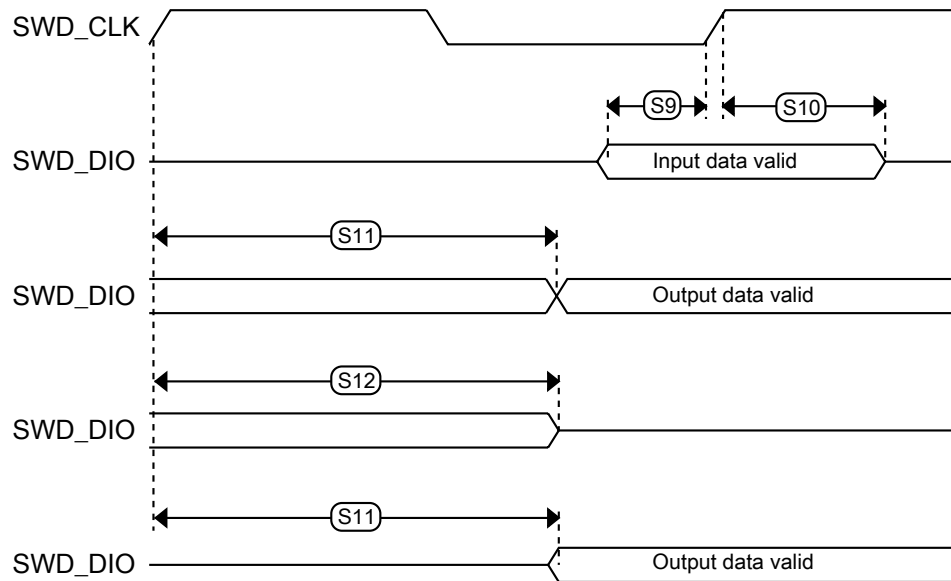 SWD_CLK
S9
S10
SWD_DIO
Input data valid
S11
SWD_DIO
Output data valid
S12
SWD_DIO
S11
SWD_DIO
Output data valid